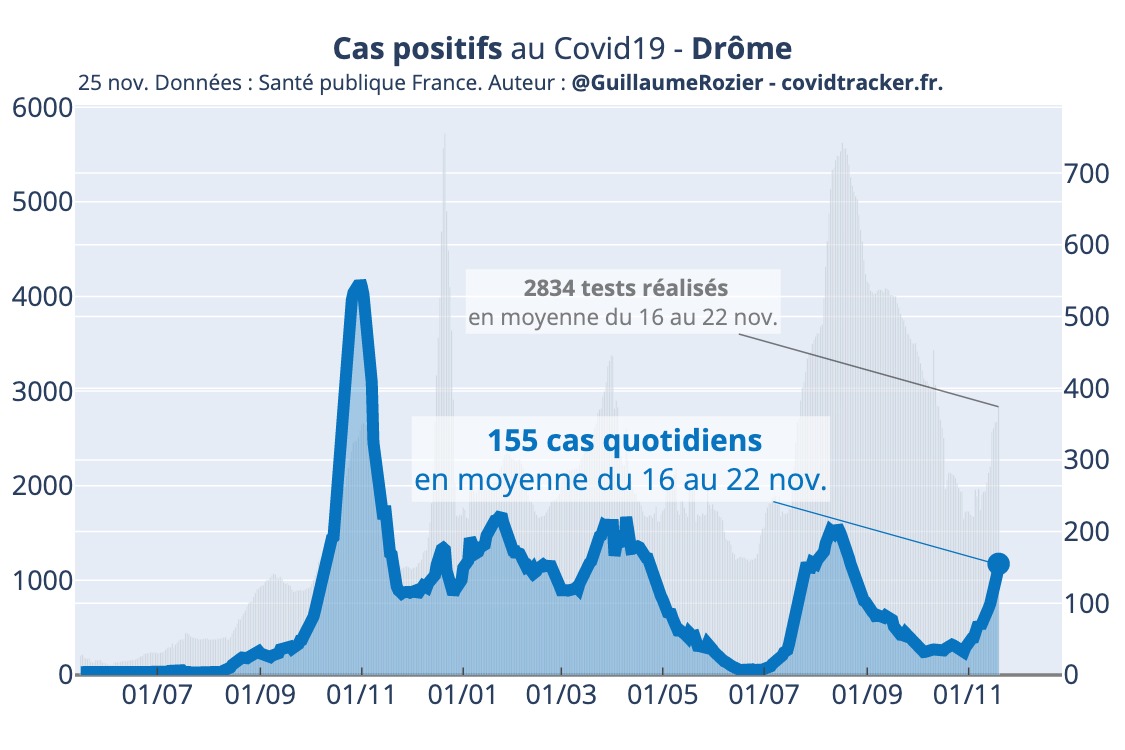 Cas positifs au Covid19 - Drôme
25 nov. Données : Santé publique France. Auteur : @GuillaumeRozier - covidtracker.fr.
6000
5000
4000
3000
2000
1000
0
700
600
500
400
300
200
100
0
2834 tests réalisés
en moyenne du 16 au 22 nov.
155 cas quotidiens
en moyenne du 16 au 22 nov.
01/07 01/09 01/11 01/01 01/03 01/05 01/07 01/09 01/11